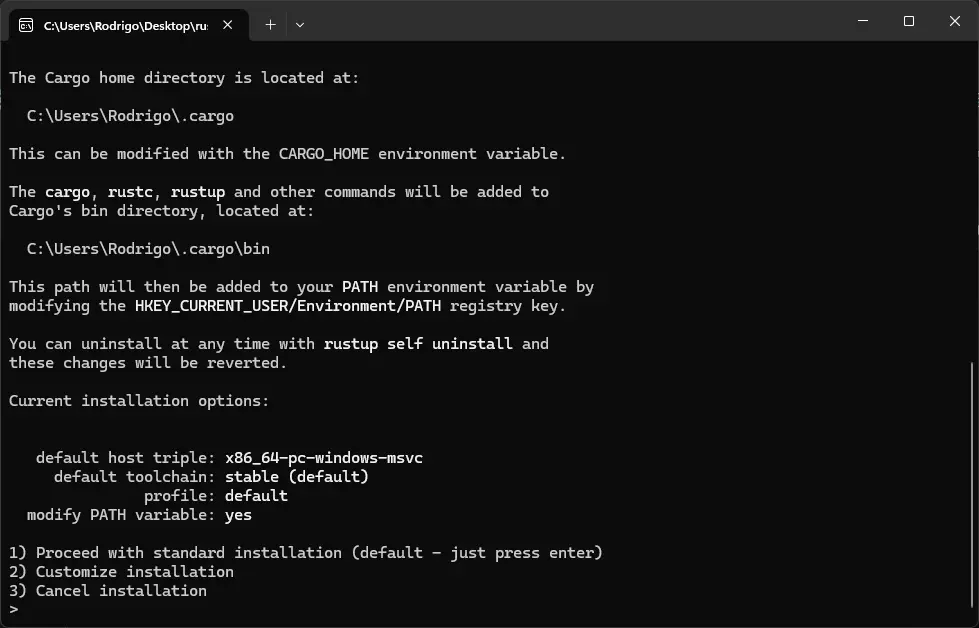 C:\Users\Rodrigo\Desktop\ru
The Cargo home directory is located at:
C:\Users\Rodrigo\.cargo
This can be modified with the CARGO_HOME environment variable.
The cargo, rustc, rustup and other commands will be added to
Cargo's bin directory, located at:
C:\Users\Rodrigo\.cargo\bin
This path will then be added to your PATH environment variable by
modifying the HKEY_CURRENT_USER/Environment/PATH registry key.
You can uninstall at any time with rustup self uninstall and
these changes will be reverted.
Current installation options:
default host triple: x86_64-pc-windows-msvc
default toolchain: stable (default)
profile: default
modify PATH variable: yes
1) Proceed with standard installation (default - just press enter)
2) Customize installation
3) Cancel installation
>